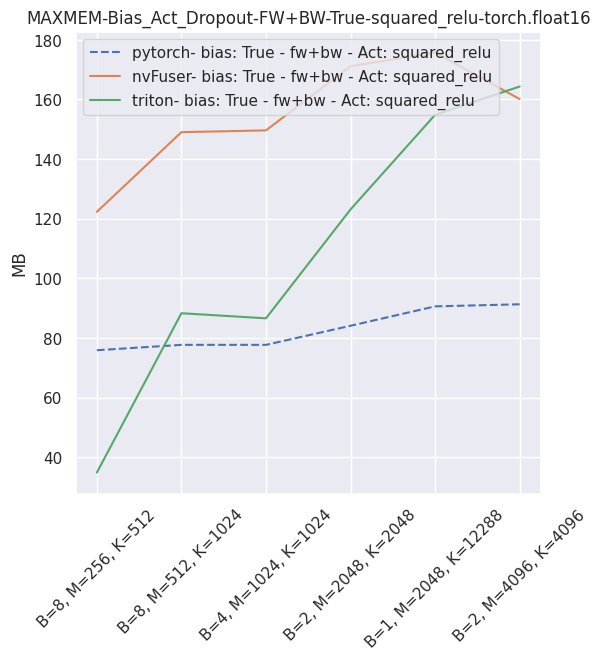 MAXMEM-Bias_Act_Dropout-FW+BW-True-squared_relu-torch.float16
pytorch- bias: True - fw+bw - Act: squared_relu
nvFuser- bias: True - fw+bw - Act: squared_relu
triton- bias: True - fw+bw - Act: squared_relu
180
160
140
120
100
80
60
40
MB
B=8, M=256, K=512
B=8, M=512, K=1024
B=4, M=1024, K=1024
B=2, M=2048, K=2048
B=1, M=2048, K=12288
B=2, M=4096, K=4096